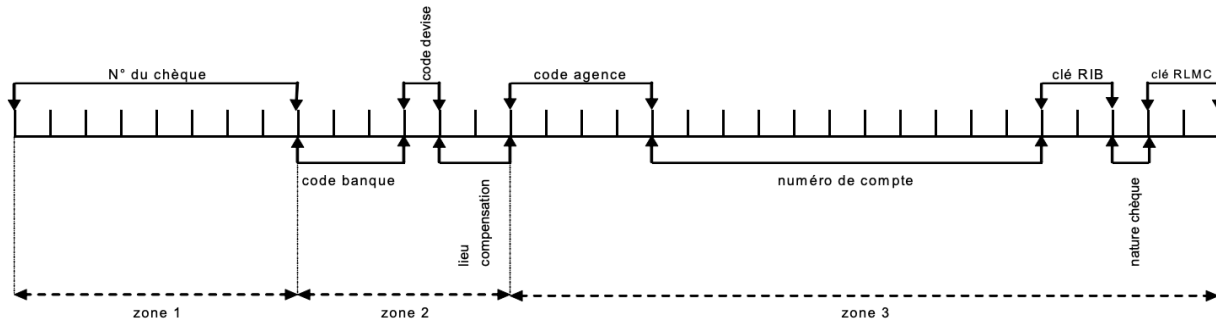 code devise
N° du chèque
code agence
clé RIB
clé RLMC
code banque
numéro de compte
lieu
compensation
nature chèque
zone 1
zone 2
zone 3